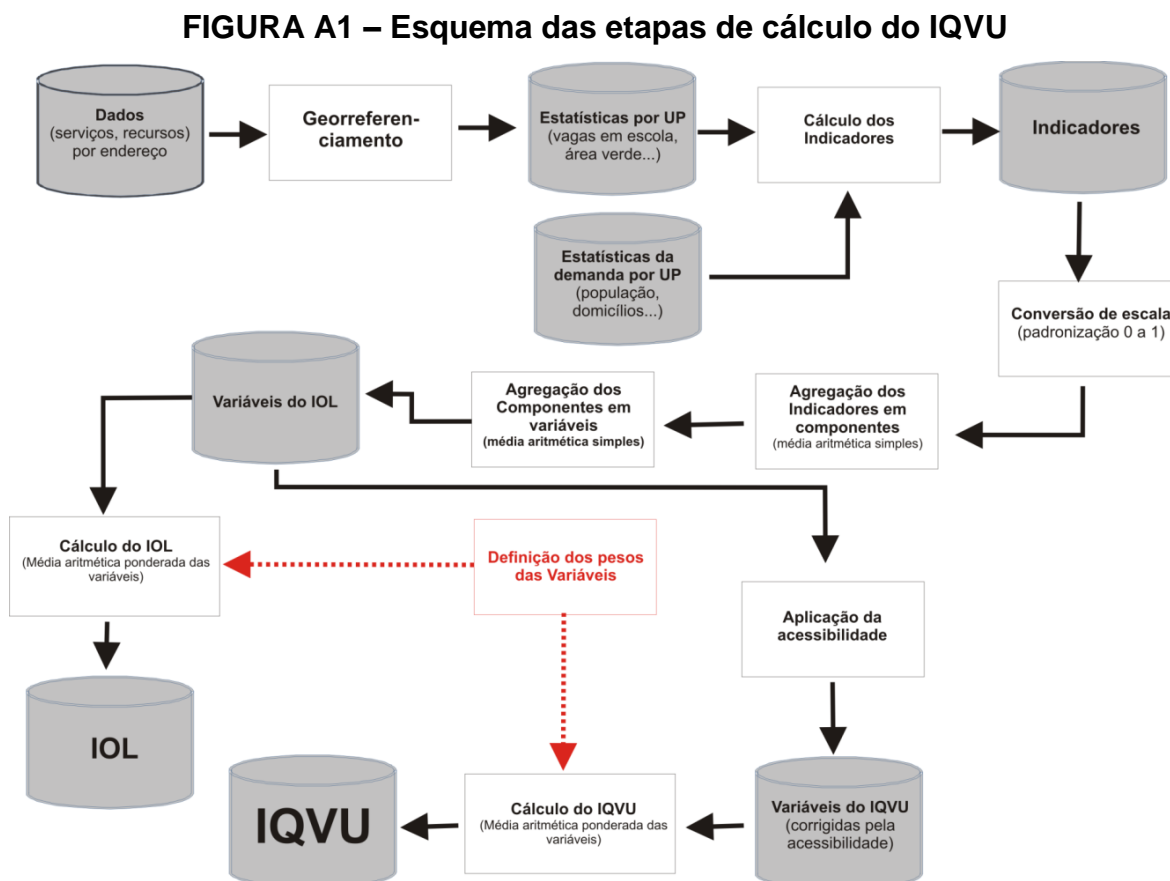 FIGURA A1 – Esquema das etapas de cálculo do IQVU
Dados
(serviços, recursos)
por endereço
Georreferen-
ciamento
Estatísticas por UP
(vagas em escola,
área verde...)
Cálculo dos
Indicadores
Indicadores
Estatísticas da
demanda por UP
(população,
domicílios...)
Conversão de escala
(padronização 0 a 1)
Variáveis do IOL
Agregação dos
Componentes em
variáveis
(média aritmética simples)
Agregação dos
Indicadores em
componentes
(média aritmética simples)
Cálculo do IOL
(Média aritmética ponderada das
variáveis)
Definição dos pesos
das Variáveis
Aplicação da
acessibilidade
IOL
IQVU
Cálculo do IQVU
(Média aritmética ponderada das
variáveis)
Variáveis do IQVU
(corrigidas pela
acessibilidade)